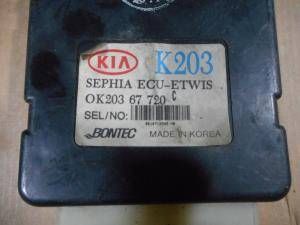 KIA K203
SEPHIA ECU-ETWIS
OK203 67 720 C
SEL/NO:
BONTEC MADE IN KOREA